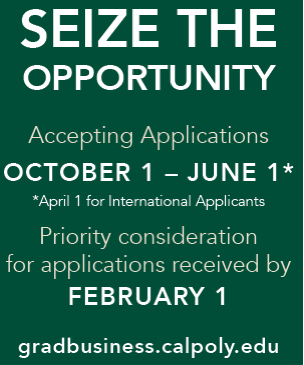 SEIZE THE
OPPORTUNITY
Accepting Applications
OCTOBER 1 – JUNE 1*
*April 1 for International Applicants
Priority consideration
for applications received by
FEBRUARY 1
gradbusiness.calpoly.edu